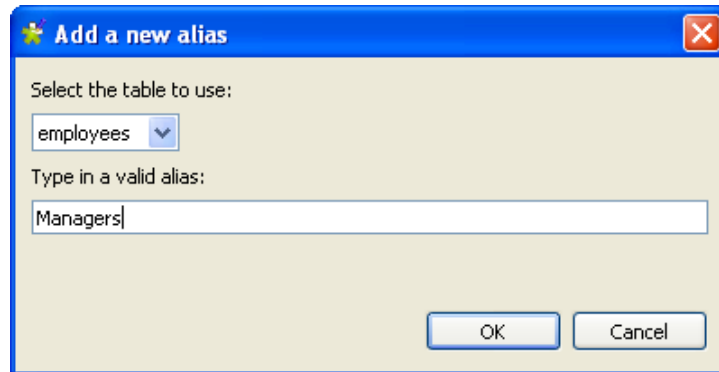 Add a new alias
Select the table to use:
employees
Type in a valid alias:
Managers
OK Cancel